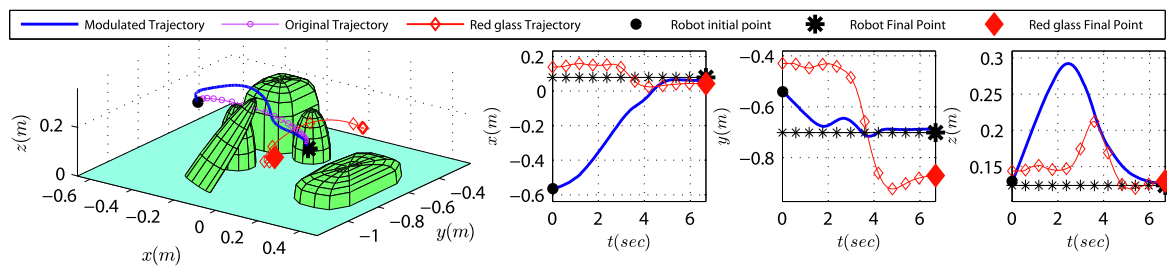 Modulated Trajectory Original Trajectory Red glass Trajectory Robot initial point Robot Final Point Red glass Final Point
0.2
0
z(m)
−0.6
−0.4
−0.2
0
0.2
0.4
x(m)
−1
−0.8
−0.6
−0.4
y(m)
0.2
0
−0.2
−0.4
−0.6
x(m)
0 2 4 6
t(sec)
−0.4
−0.6
−0.8
y(m)
0 2 4 6
t(sec)
0.3
0.25
0.2
0.15
z(m)
0 2 4 6
t(sec)